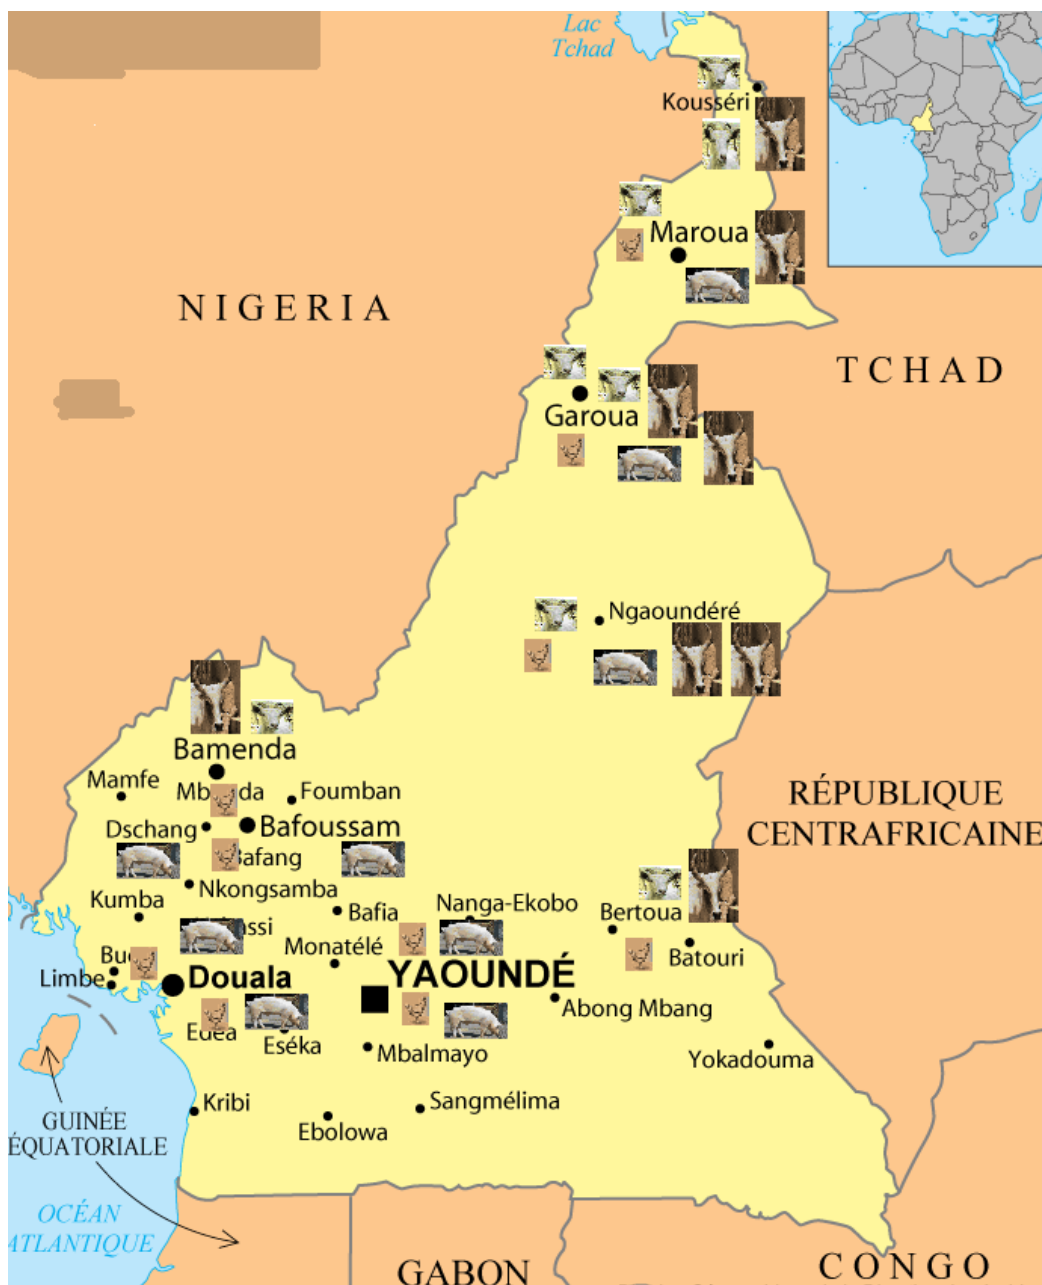 Lac
Tchad
Kousséri
Maroua
NIGERIA
TCHAD
Garoua
Ngaoundéré
Bamenda
Mamfe
Foumban
RÉPUBLIQUE
CENTRAFRICAINE
Dschang
Bafoussam
Nkongsamba
Kumba
Bafia
Nanga-Ekobo
Bertoua
Monatélé
Batouri
Limbe
Douala
YAOUNDÉ
Abong Mbang
Eséka
Mbalmayo
Yokadouma
Kribi
Sangmélima
Ebolowa
GUINÉE
ÉQUATORIALE
OCÉAN
ATLANTIQUE
GABON
CONGO